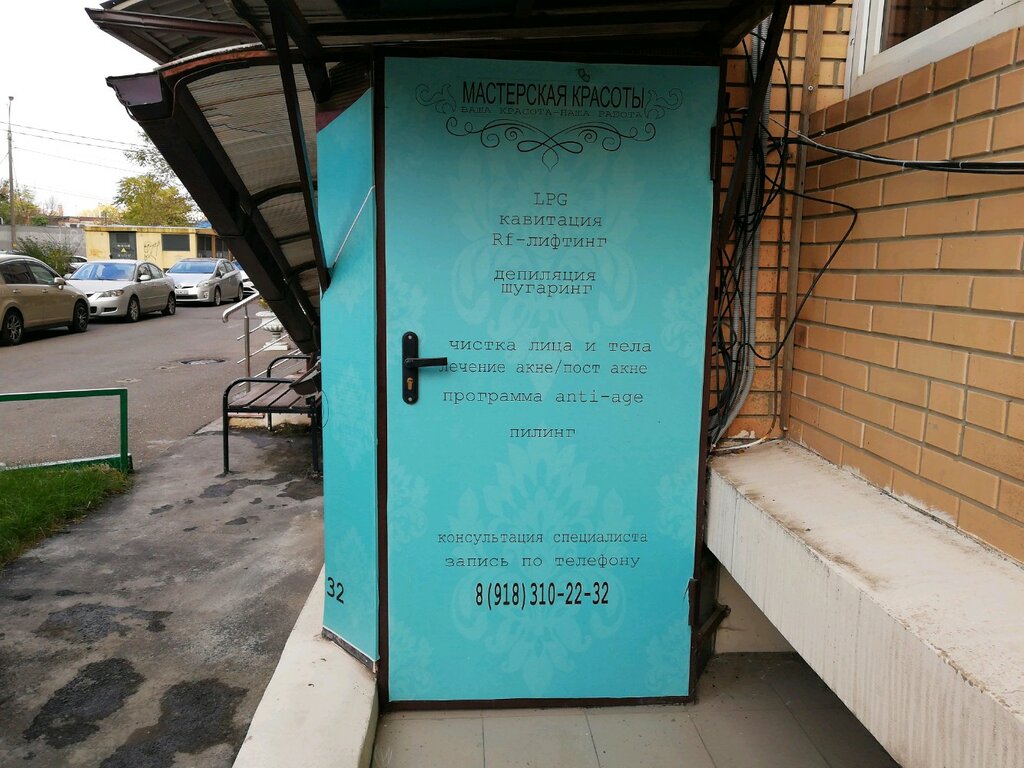 МАСТЕРСКАЯ КРАСОТЫ
ВАША КРАСОТА-НАША РАБОТА
LPG
кавитация
Rf-лифтинг
депиляция
шугаринг
чистка лица и тела
лечение акне/пост акне
программа anti-age
пилинг
консультация специалиста
запись по телефону
8(918)310-22-32
32